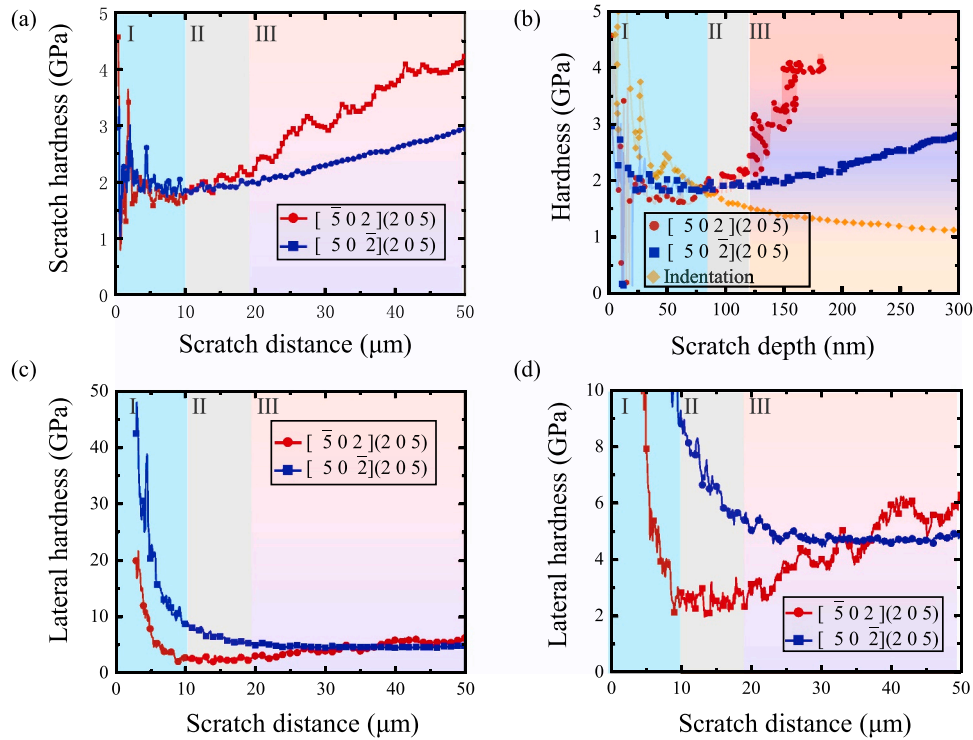 (a)
I II III
Scratch hardness (GPa)
5
4
3
2
1
0
[ 5̅ 0 2 ](2 0 5)
[ 5 0 2̅ ](2 0 5)
0 10 20 30 40 50
Scratch distance (μm)
(b)
I II III
Hardness (GPa)
5
4
3
2
1
0
[ 5 0 2 ](2 0 5)
[ 5 0 2̅ ](2 0 5)
Indentation
0 50 100 150 200 250 300
Scratch depth (nm)
(c)
I II III
Lateral hardness (GPa)
50
40
30
20
10
0
[ 5̅ 0 2 ](2 0 5)
[ 5 0 2̅ ](2 0 5)
0 10 20 30 40 50
Scratch distance (μm)
(d)
I II III
Lateral hardness (GPa)
10
8
6
4
2
0
[ 5̅ 0 2 ](2 0 5)
[ 5 0 2̅ ](2 0 5)
0 10 20 30 40 50
Scratch distance (μm)